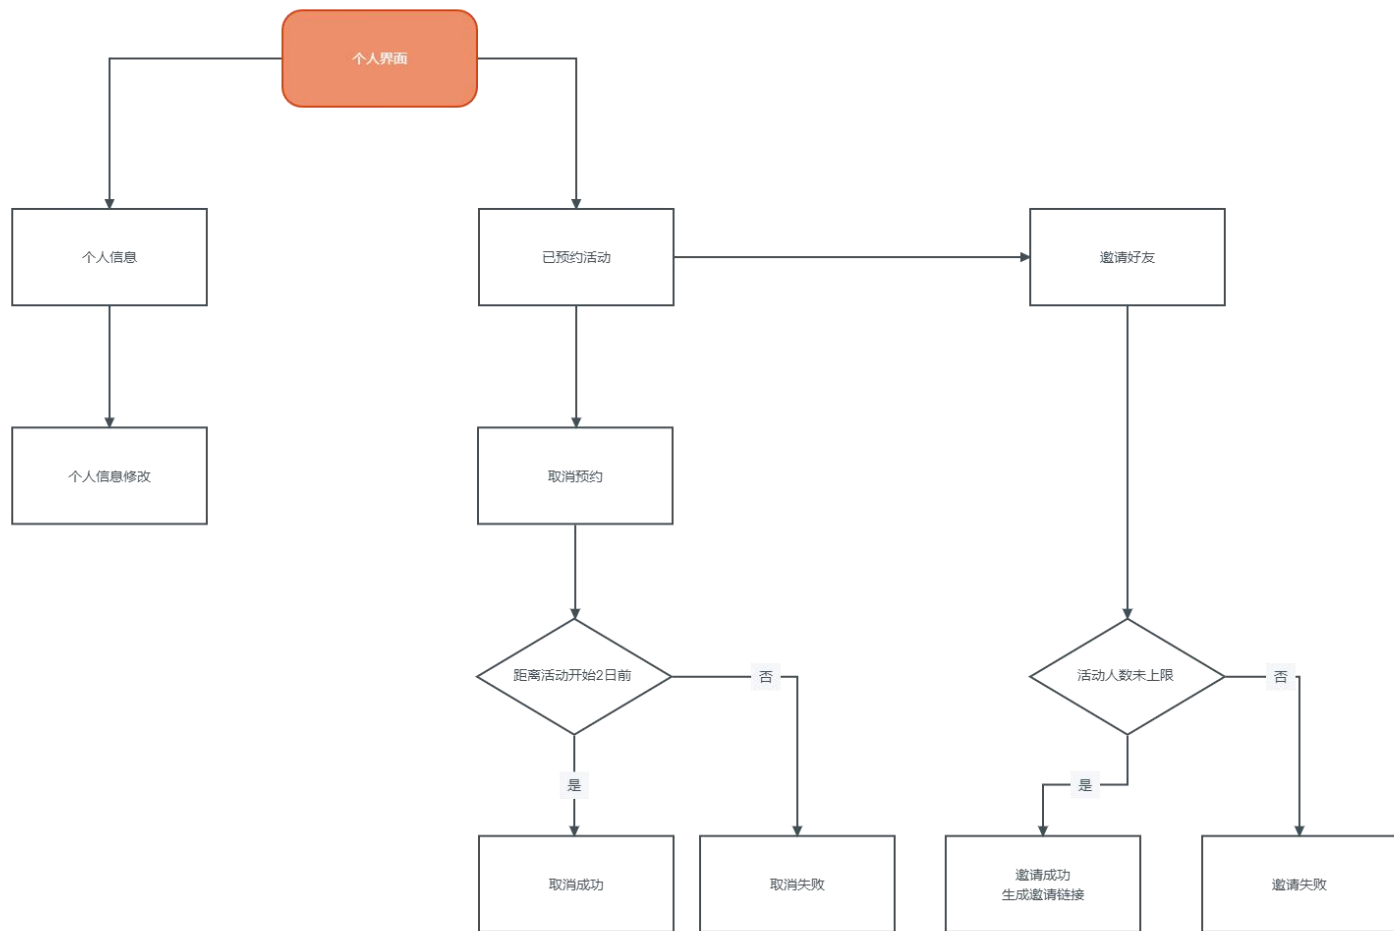 个人界面
个人信息
已预约活动
邀请好友
个人信息修改
取消预约
距离活动开始2日前
否
活动人数未上限
否
是
是
取消成功
取消失败
邀请成功
生成邀请链接
邀请失败